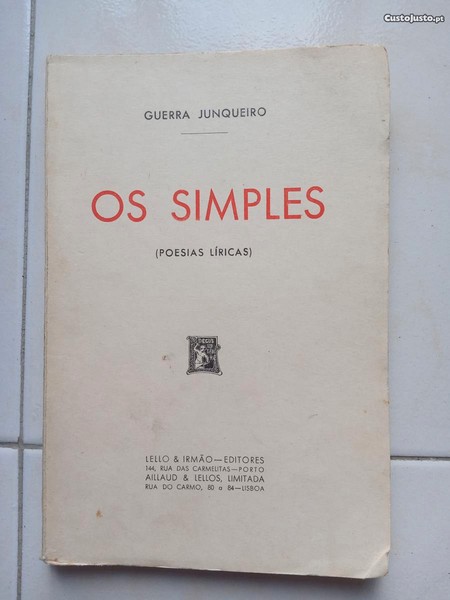 CustoJusto.pt
GUERRA JUNQUEIRO
OS SIMPLES
(POESIAS LÍRICAS)
LELLO & IRMÃO—EDITORES
144, RUA DAS CARMELITAS—PORTO
AILLAUD & LELLOS, LIMITADA
RUA DO CARMO, 80 a 84—LISBOA